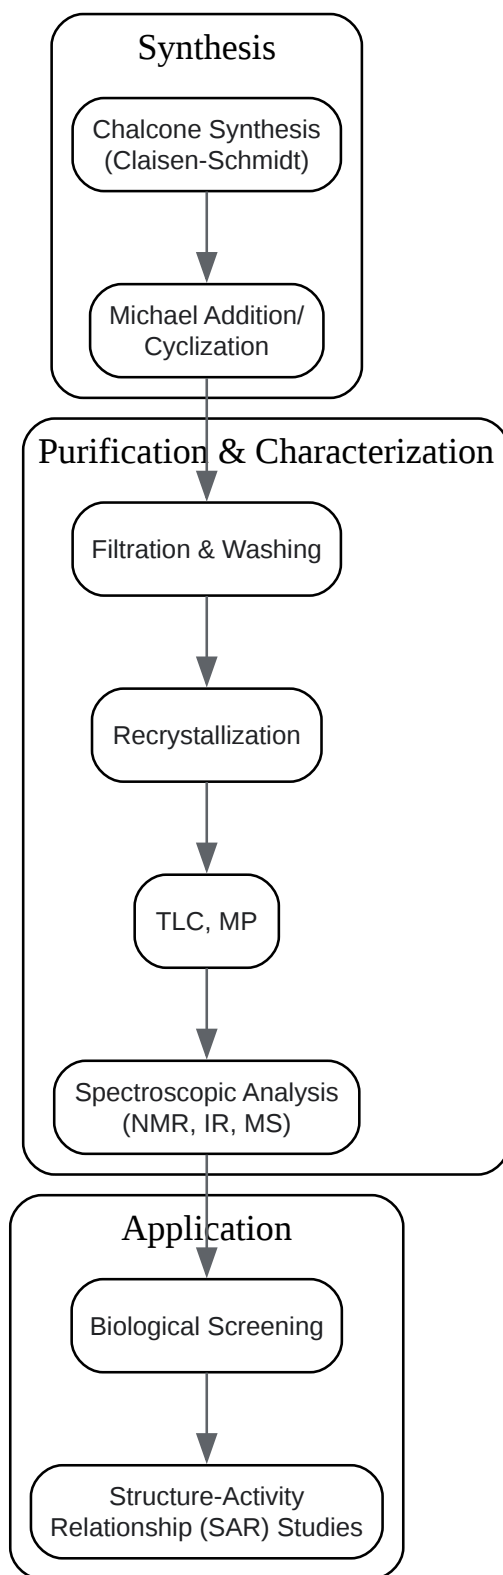 Synthesis
Chalcone Synthesis
(Claisen-Schmidt)
Michael Addition/
Cyclization
Purification & Characterization
Filtration & Washing
Recrystallization
TLC, MP
Spectroscopic Analysis
(NMR, IR, MS)
Application
Biological Screening
Structure-Activity
Relationship (SAR) Studies